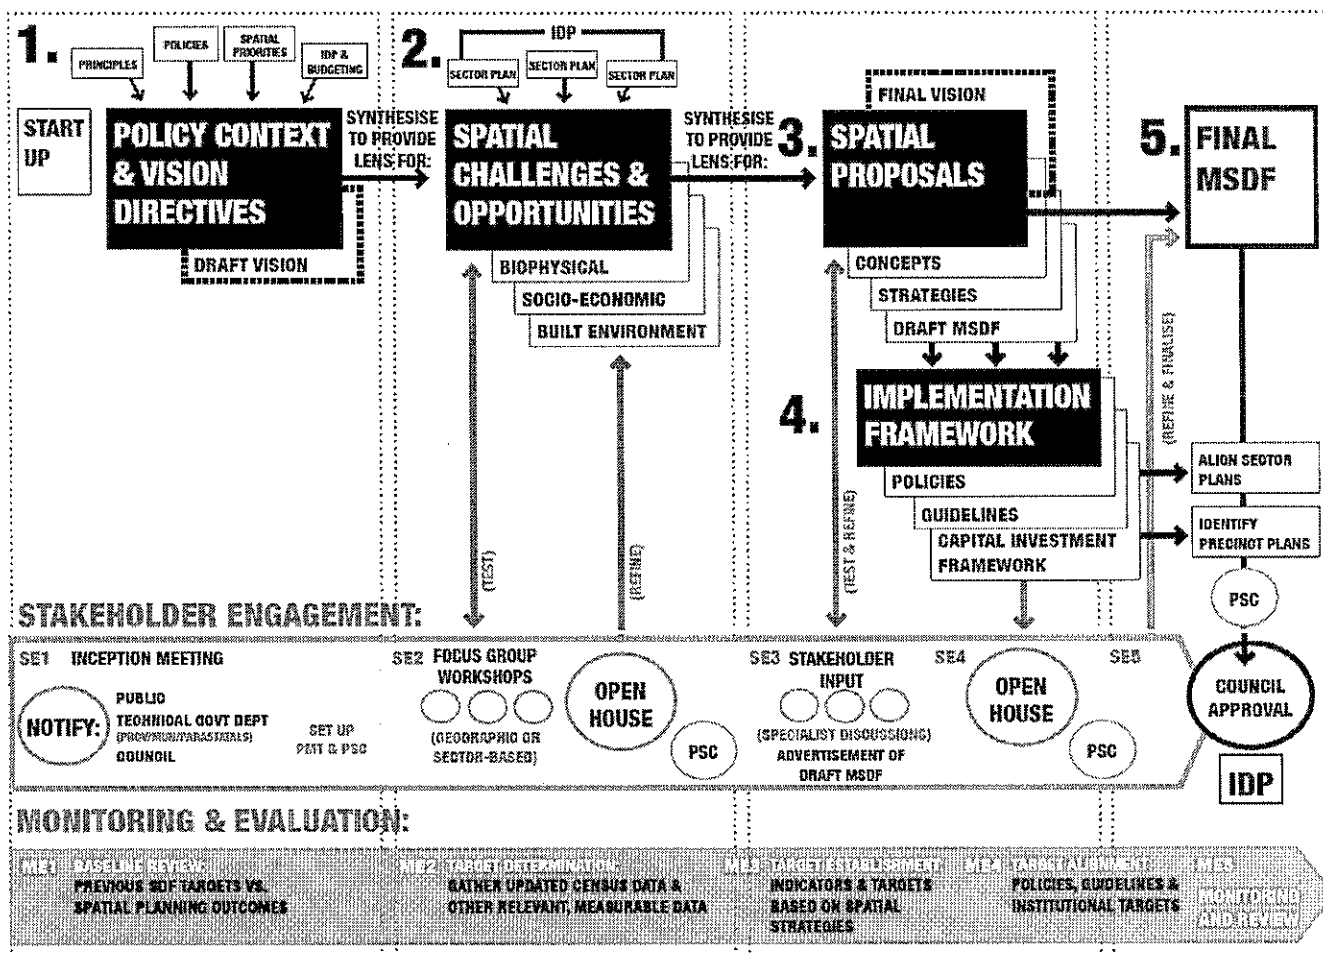 1.
PRINCIPLES
POLICIES
SPATIAL
PRIORITIES
IDP &
BUDGETING
START
UP
POLICY CONTEXT
& VISION
DIRECTIVES
DRAFT VISION
SYNTHESISE
TO PROVIDE
LENS FOR:
2.
IDP
SECTOR PLAN
SECTOR PLAN
SECTOR PLAN
SPATIAL
CHALLENGES &
OPPORTUNITIES
BIOPHYSICAL
SOCIO-ECONOMIC
BUILT ENVIRONMENT
SYNTHESISE
TO PROVIDE
LENS FOR:
3.
FINAL VISION
SPATIAL
PROPOSALS
CONCEPTS
STRATEGIES
DRAFT MSDF
4.
IMPLEMENTATION
FRAMEWORK
POLICIES
GUIDELINES
CAPITAL INVESTMENT
FRAMEWORK
5.
FINAL
MSDF
(REFINE & FINALISE)
ALIGN SECTOR
PLANS
IDENTIFY
PRECINCT PLANS
PSC
(TEST)
(REFINE)
(TEST & REFINE)
STAKEHOLDER ENGAGEMENT:
SE1 INCEPTION MEETING
NOTIFY:
PUBLIC
TECHNICAL GOVT DEPT
(PROV/MUN/PARASTATALS)
COUNCIL
SET UP
PMT & PSC
SE2 FOCUS GROUP
WORKSHOPS
(GEOGRAPHIC OR
SECTOR-BASED)
OPEN
HOUSE
PSC
SE3 STAKEHOLDER
INPUT
(SPECIALIST DISCUSSIONS)
ADVERTISEMENT OF
DRAFT MSDF
SE4
OPEN
HOUSE
PSC
SE5
COUNCIL
APPROVAL
IDP
MONITORING & EVALUATION:
ME1 BASELINE REVIEW:
PREVIOUS SDF TARGETS VS.
SPATIAL PLANNING OUTCOMES
ME2 TARGET DETERMINATION:
GATHER UPDATED CENSUS DATA &
OTHER RELEVANT, MEASURABLE DATA
ME3 TARGET ESTABLISHMENT
INDICATORS & TARGETS
BASED ON SPATIAL
STRATEGIES
ME4 TARGET ALIGNMENT:
POLICIES, GUIDELINES &
INSTITUTIONAL TARGETS
ME5
MONITORING
AND REVIEW